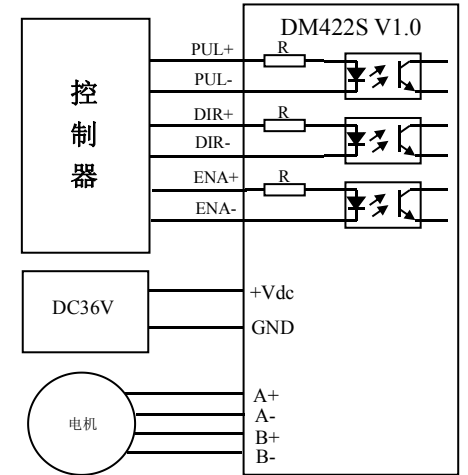 DM422S V1.0
PUL+
R
PUL-
DIR+
R
DIR-
ENA+
R
ENA-
控
制
器
DC36V
+Vdc
GND
电机
A+
A-
B+
B-